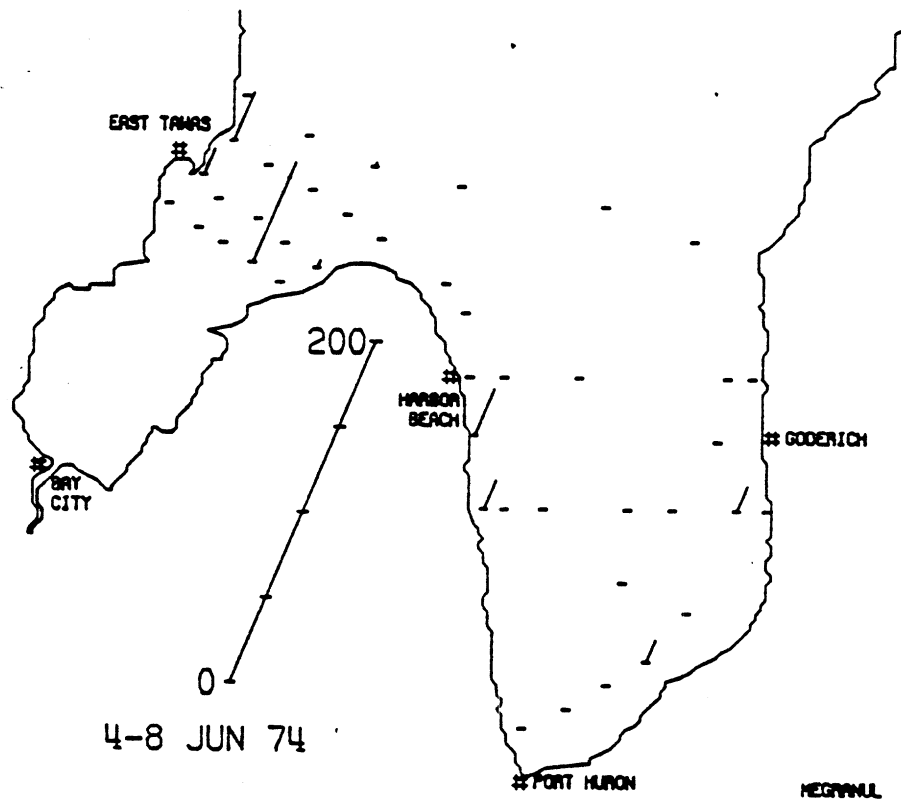 EAST TAWAS
#
200
#
HARBOR
BEACH
# GODERICH
#
BAY
CITY
0
4-8 JUN 74
# PORT HURON
MEGRANUL